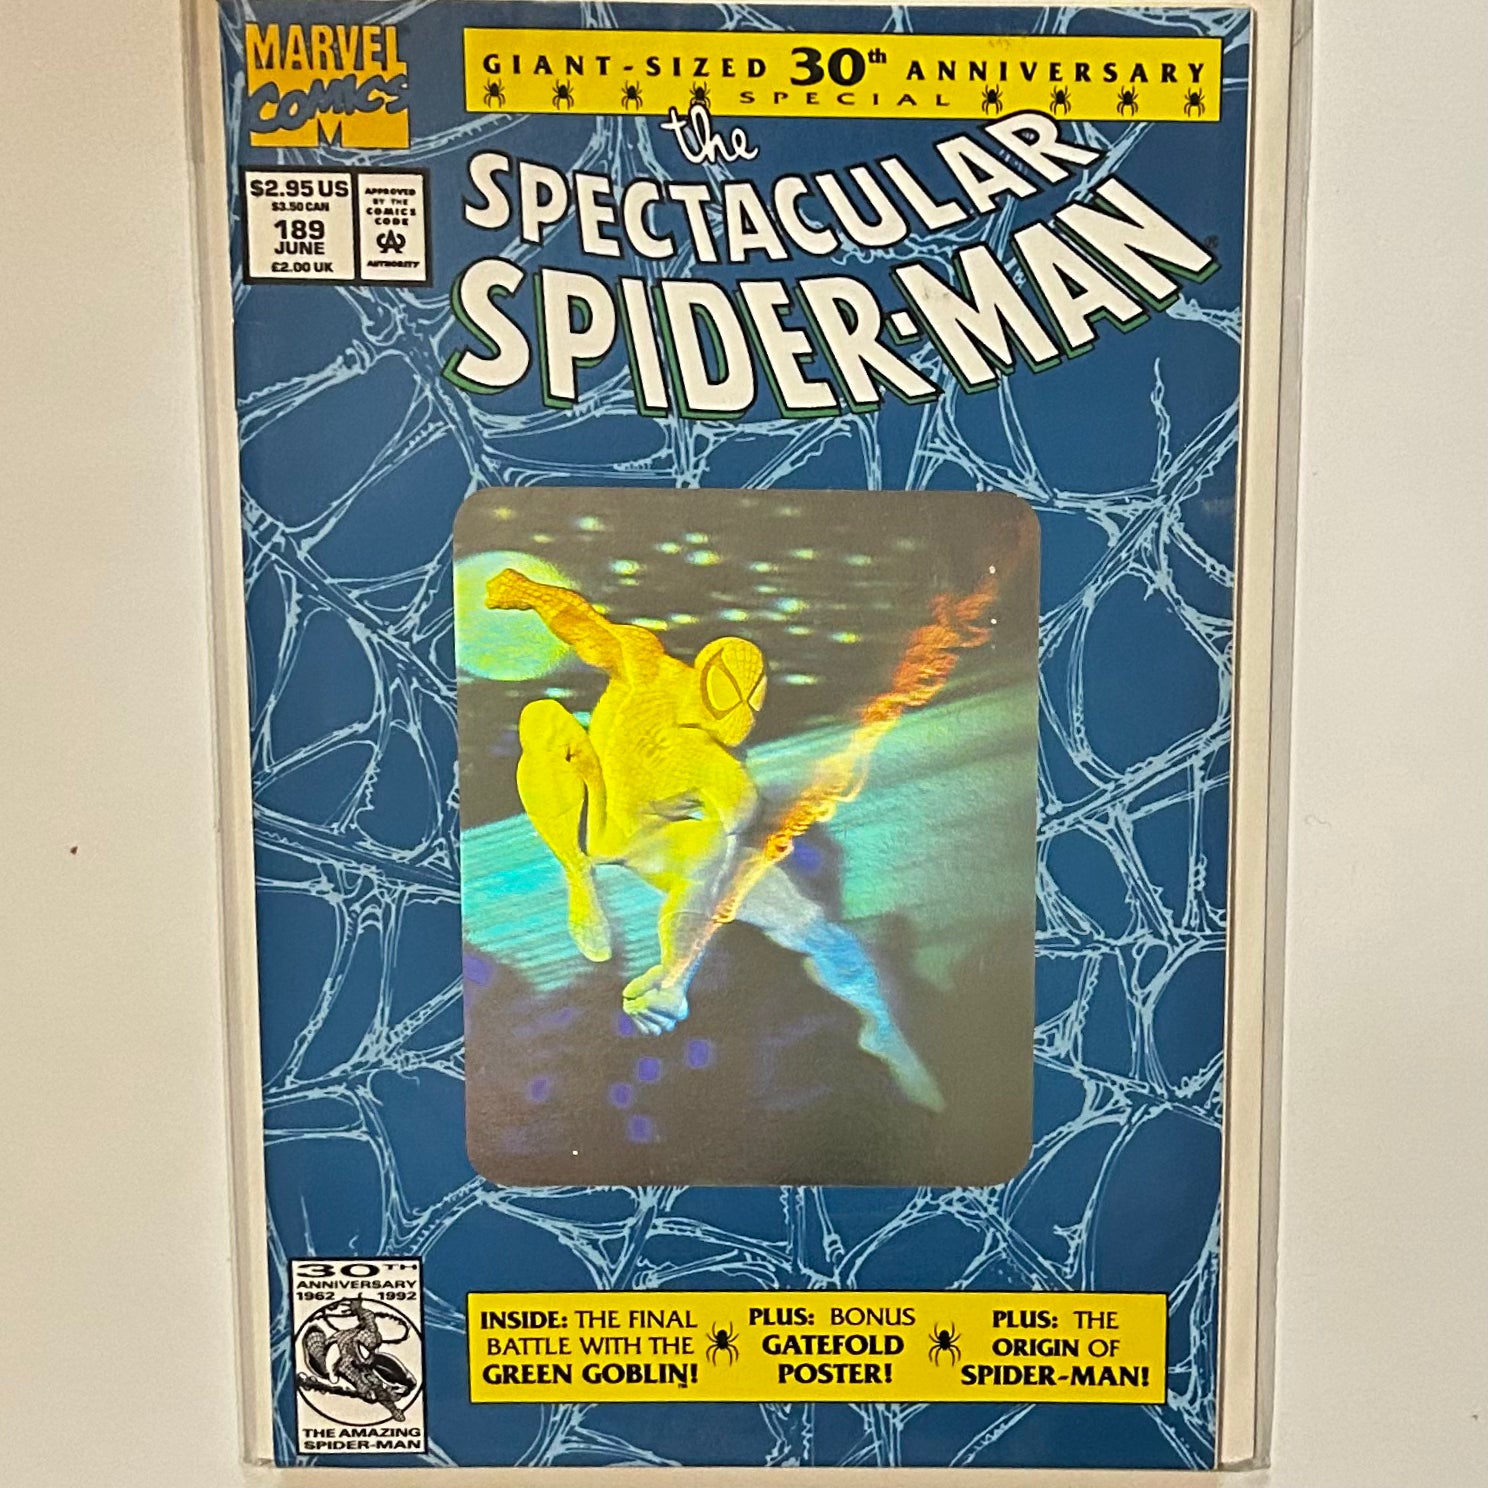 MARVEL
COMICS
GIANT-SIZED 30th ANNIVERSARY
SPECIAL
the
SPECTACULAR
SPIDER-MAN®
$2.95 US
$3.50 CAN
189
JUNE
£2.00 UK
APPROVED
BY THE
COMICS
CODE
CA
AUTHORITY
30TH
ANNIVERSARY
1962 1992
THE AMAZING
SPIDER-MAN
INSIDE: THE FINAL
BATTLE WITH THE
GREEN GOBLIN!™
PLUS: BONUS
GATEFOLD
POSTER!
PLUS: THE
ORIGIN OF
SPIDER-MAN!